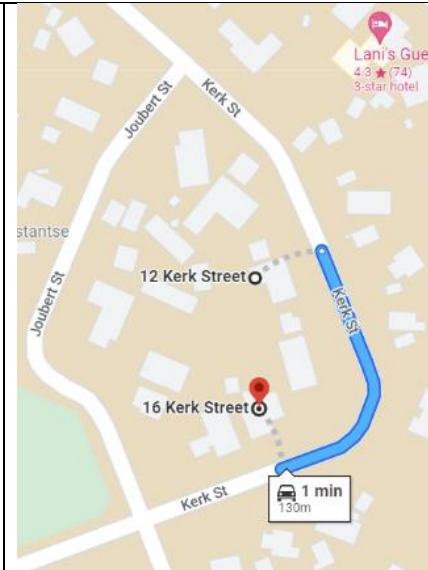 Lani's Gue
4.3 ★ (74)
3-star hotel
Kerk St
Joubert St
stantse
12 Kerk Street
Kerk St
Joubert St
16 Kerk Street
1 min
130m
Kerk St